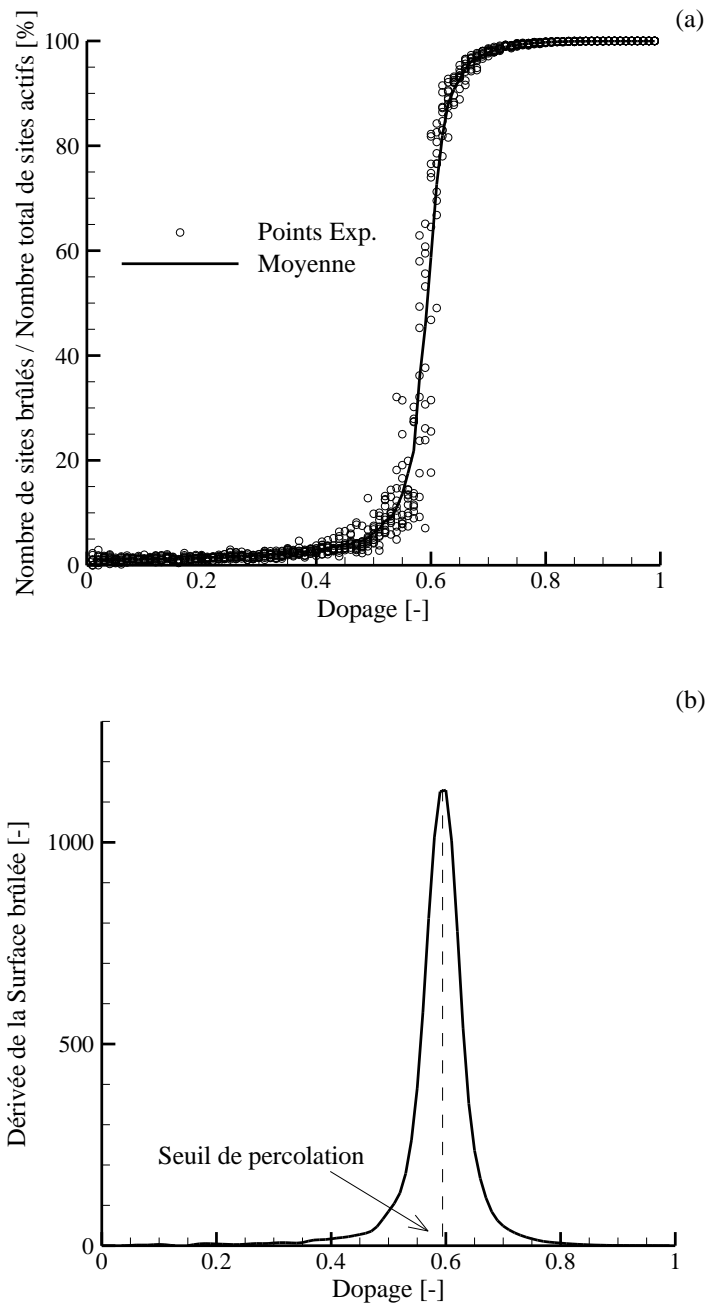 (a)
Nombre de sites brûlés / Nombre total de sites actifs [%]
100
80
60
40
20
0
Points Exp.
Moyenne
0
0.2
0.4
0.6
0.8
1
Dopage [-]
(b)
Dérivée de la Surface brûlée [-]
1000
500
0
Seuil de percolation
0
0.2
0.4
0.6
0.8
1
Dopage [-]